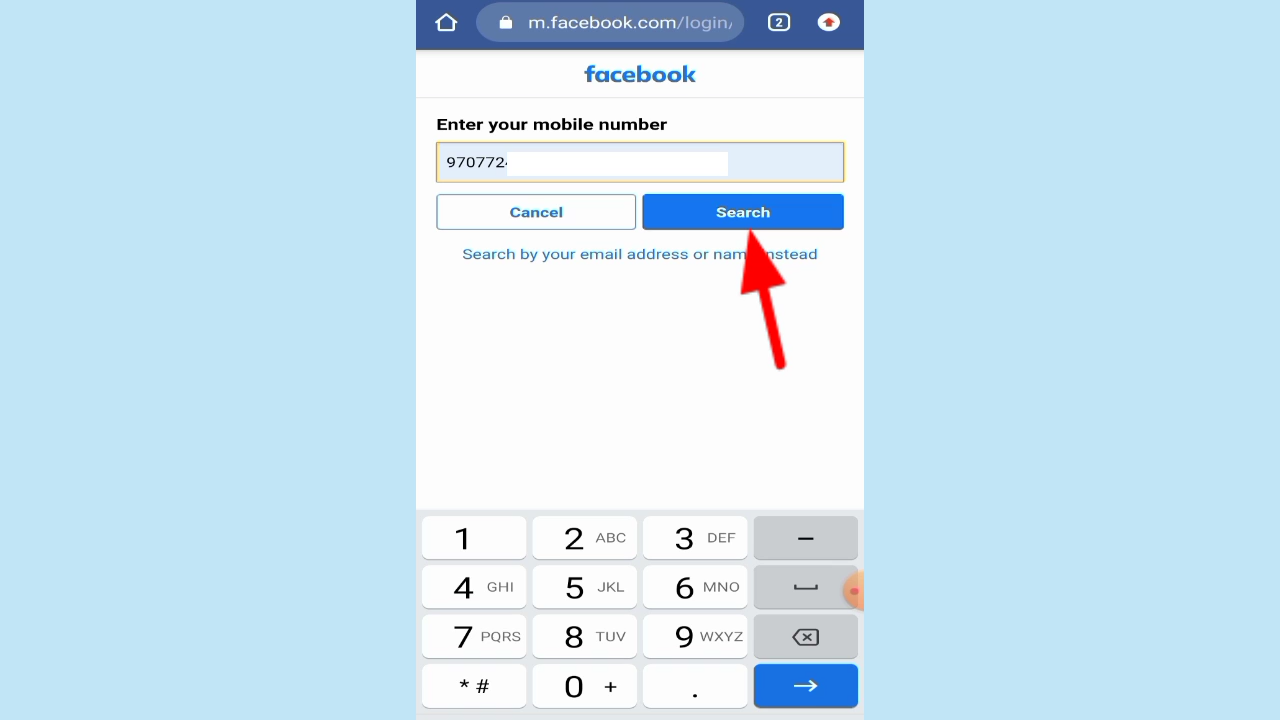 m.facebook.com/login/
2
facebook
Enter your mobile number
970772
Cancel
Search
Search by your email address or name instead
1
2 ABC
3 DEF
–
4 GHI
5 JKL
6 MNO
7 PQRS
8 TUV
9 WXYZ
* #
0 +
.